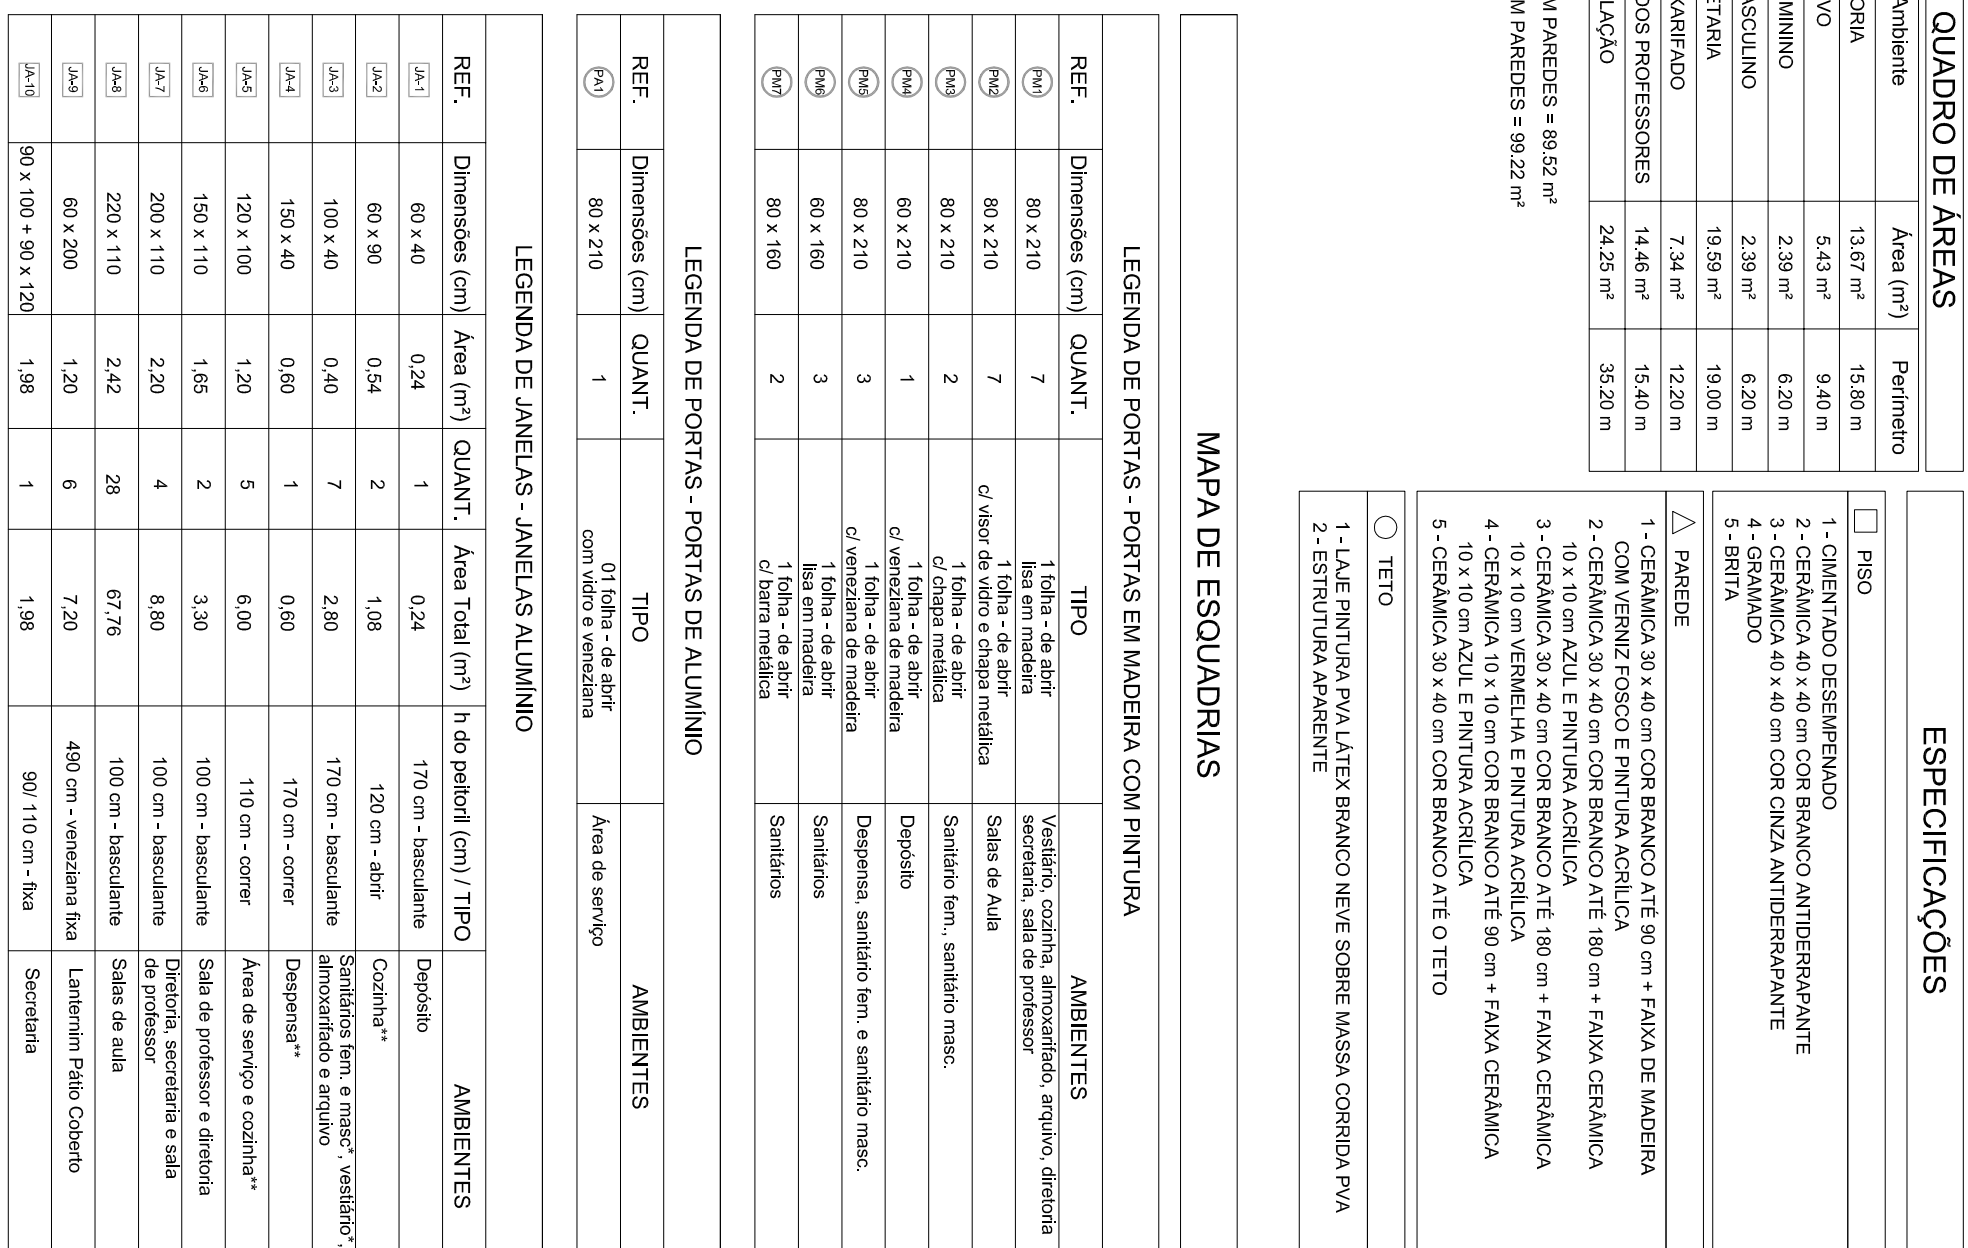 QUADRO DE ÁREAS
Ambiente Área (m²) Perímetro
ORIA 13.67 m² 15.80 m
VO 5.43 m² 9.40 m
MININO 2.39 m² 6.20 m
ASCULINO 2.39 m² 6.20 m
ETARIA 19.59 m² 19.00 m
XARIFADO 7.34 m² 12.20 m
DOS PROFESSORES 14.46 m² 15.40 m
LAÇÃO 24.25 m² 35.20 m
M PAREDES = 89.52 m²
M PAREDES = 99.22 m²
ESPECIFICAÇÕES
PISO
1 - CIMENTADO DESEMPENADO
2 - CERÂMICA 40 x 40 cm COR BRANCO ANTIDERRAPANTE
3 - CERÂMICA 40 x 40 cm COR CINZA ANTIDERRAPANTE
4 - GRAMADO
5 - BRITA
PAREDE
1 - CERÂMICA 30 x 40 cm COR BRANCO ATÉ 90 cm + FAIXA DE MADEIRA
COM VERNIZ FOSCO E PINTURA ACRÍLICA
2 - CERÂMICA 30 x 40 cm COR BRANCO ATÉ 180 cm + FAIXA CERÂMICA
10 x 10 cm AZUL E PINTURA ACRÍLICA
3 - CERÂMICA 30 x 40 cm COR BRANCO ATÉ 180 cm + FAIXA CERÂMICA
10 x 10 cm VERMELHA E PINTURA ACRÍLICA
4 - CERÂMICA 10 x 10 cm COR BRANCO ATÉ 90 cm + FAIXA CERÂMICA
10 x 10 cm AZUL E PINTURA ACRÍLICA
5 - CERÂMICA 30 x 40 cm COR BRANCO ATÉ O TETO
TETO
1 - LAJE PINTURA PVA LÁTEX BRANCO NEVE SOBRE MASSA CORRIDA PVA
2 - ESTRUTURA APARENTE
MAPA DE ESQUADRIAS
LEGENDA DE PORTAS - PORTAS EM MADEIRA COM PINTURA
REF. Dimensões (cm) QUANT. TIPO AMBIENTES
PM1 80 x 210 7 1 folha - de abrir Vestiário, cozinha, almoxarifado, arquivo, diretoria
lisa em madeira secretaria, sala de professor
PM2 80 x 210 7 1 folha - de abrir Salas de Aula
c/ visor de vidro e chapa metálica
PM3 80 x 210 2 1 folha - de abrir Sanitário fem., sanitário masc.
c/ chapa metálica
PM4 60 x 210 1 1 folha - de abrir Depósito
c/ veneziana de madeira
PM5 80 x 210 3 1 folha - de abrir Despensa, sanitário fem. e sanitário masc.
c/ veneziana de madeira
PM6 60 x 160 3 1 folha - de abrir Sanitários
lisa em madeira
PM7 80 x 160 2 1 folha - de abrir Sanitários
c/ barra metálica
LEGENDA DE PORTAS - PORTAS DE ALUMÍNIO
REF. Dimensões (cm) QUANT. TIPO AMBIENTES
PA1 80 x 210 1 01 folha - de abrir Área de serviço
com vidro e veneziana
LEGENDA DE JANELAS - JANELAS ALUMÍNIO
REF. Dimensões (cm) Área (m²) QUANT. Área Total (m²) h do peitoril (cm) / TIPO AMBIENTES
JA-1 60 x 40 0,24 1 0,24 170 cm - basculante Depósito
JA-2 60 x 90 0,54 2 1,08 120 cm - abrir Cozinha**
JA-3 100 x 40 0,40 7 2,80 170 cm - basculante Sanitários fem. e masc*, vestiário*,
almoxarifado e arquivo
JA-4 150 x 40 0,60 1 0,60 170 cm - correr Despensa**
JA-5 120 x 100 1,20 5 6,00 110 cm - correr Área de serviço e cozinha**
JA-6 150 x 110 1,65 2 3,30 100 cm - basculante Sala de professor e diretoria
JA-7 200 x 110 2,20 4 8,80 100 cm - basculante Diretoria, secretaria e sala
de professor
JA-8 220 x 110 2,42 28 67,76 100 cm - basculante Salas de aula
JA-9 60 x 200 1,20 6 7,20 490 cm - veneziana fixa Lanternim Pátio Coberto
JA-10 90 x 100 + 90 x 120 1,98 1 1,98 90/ 110 cm - fixa Secretaria